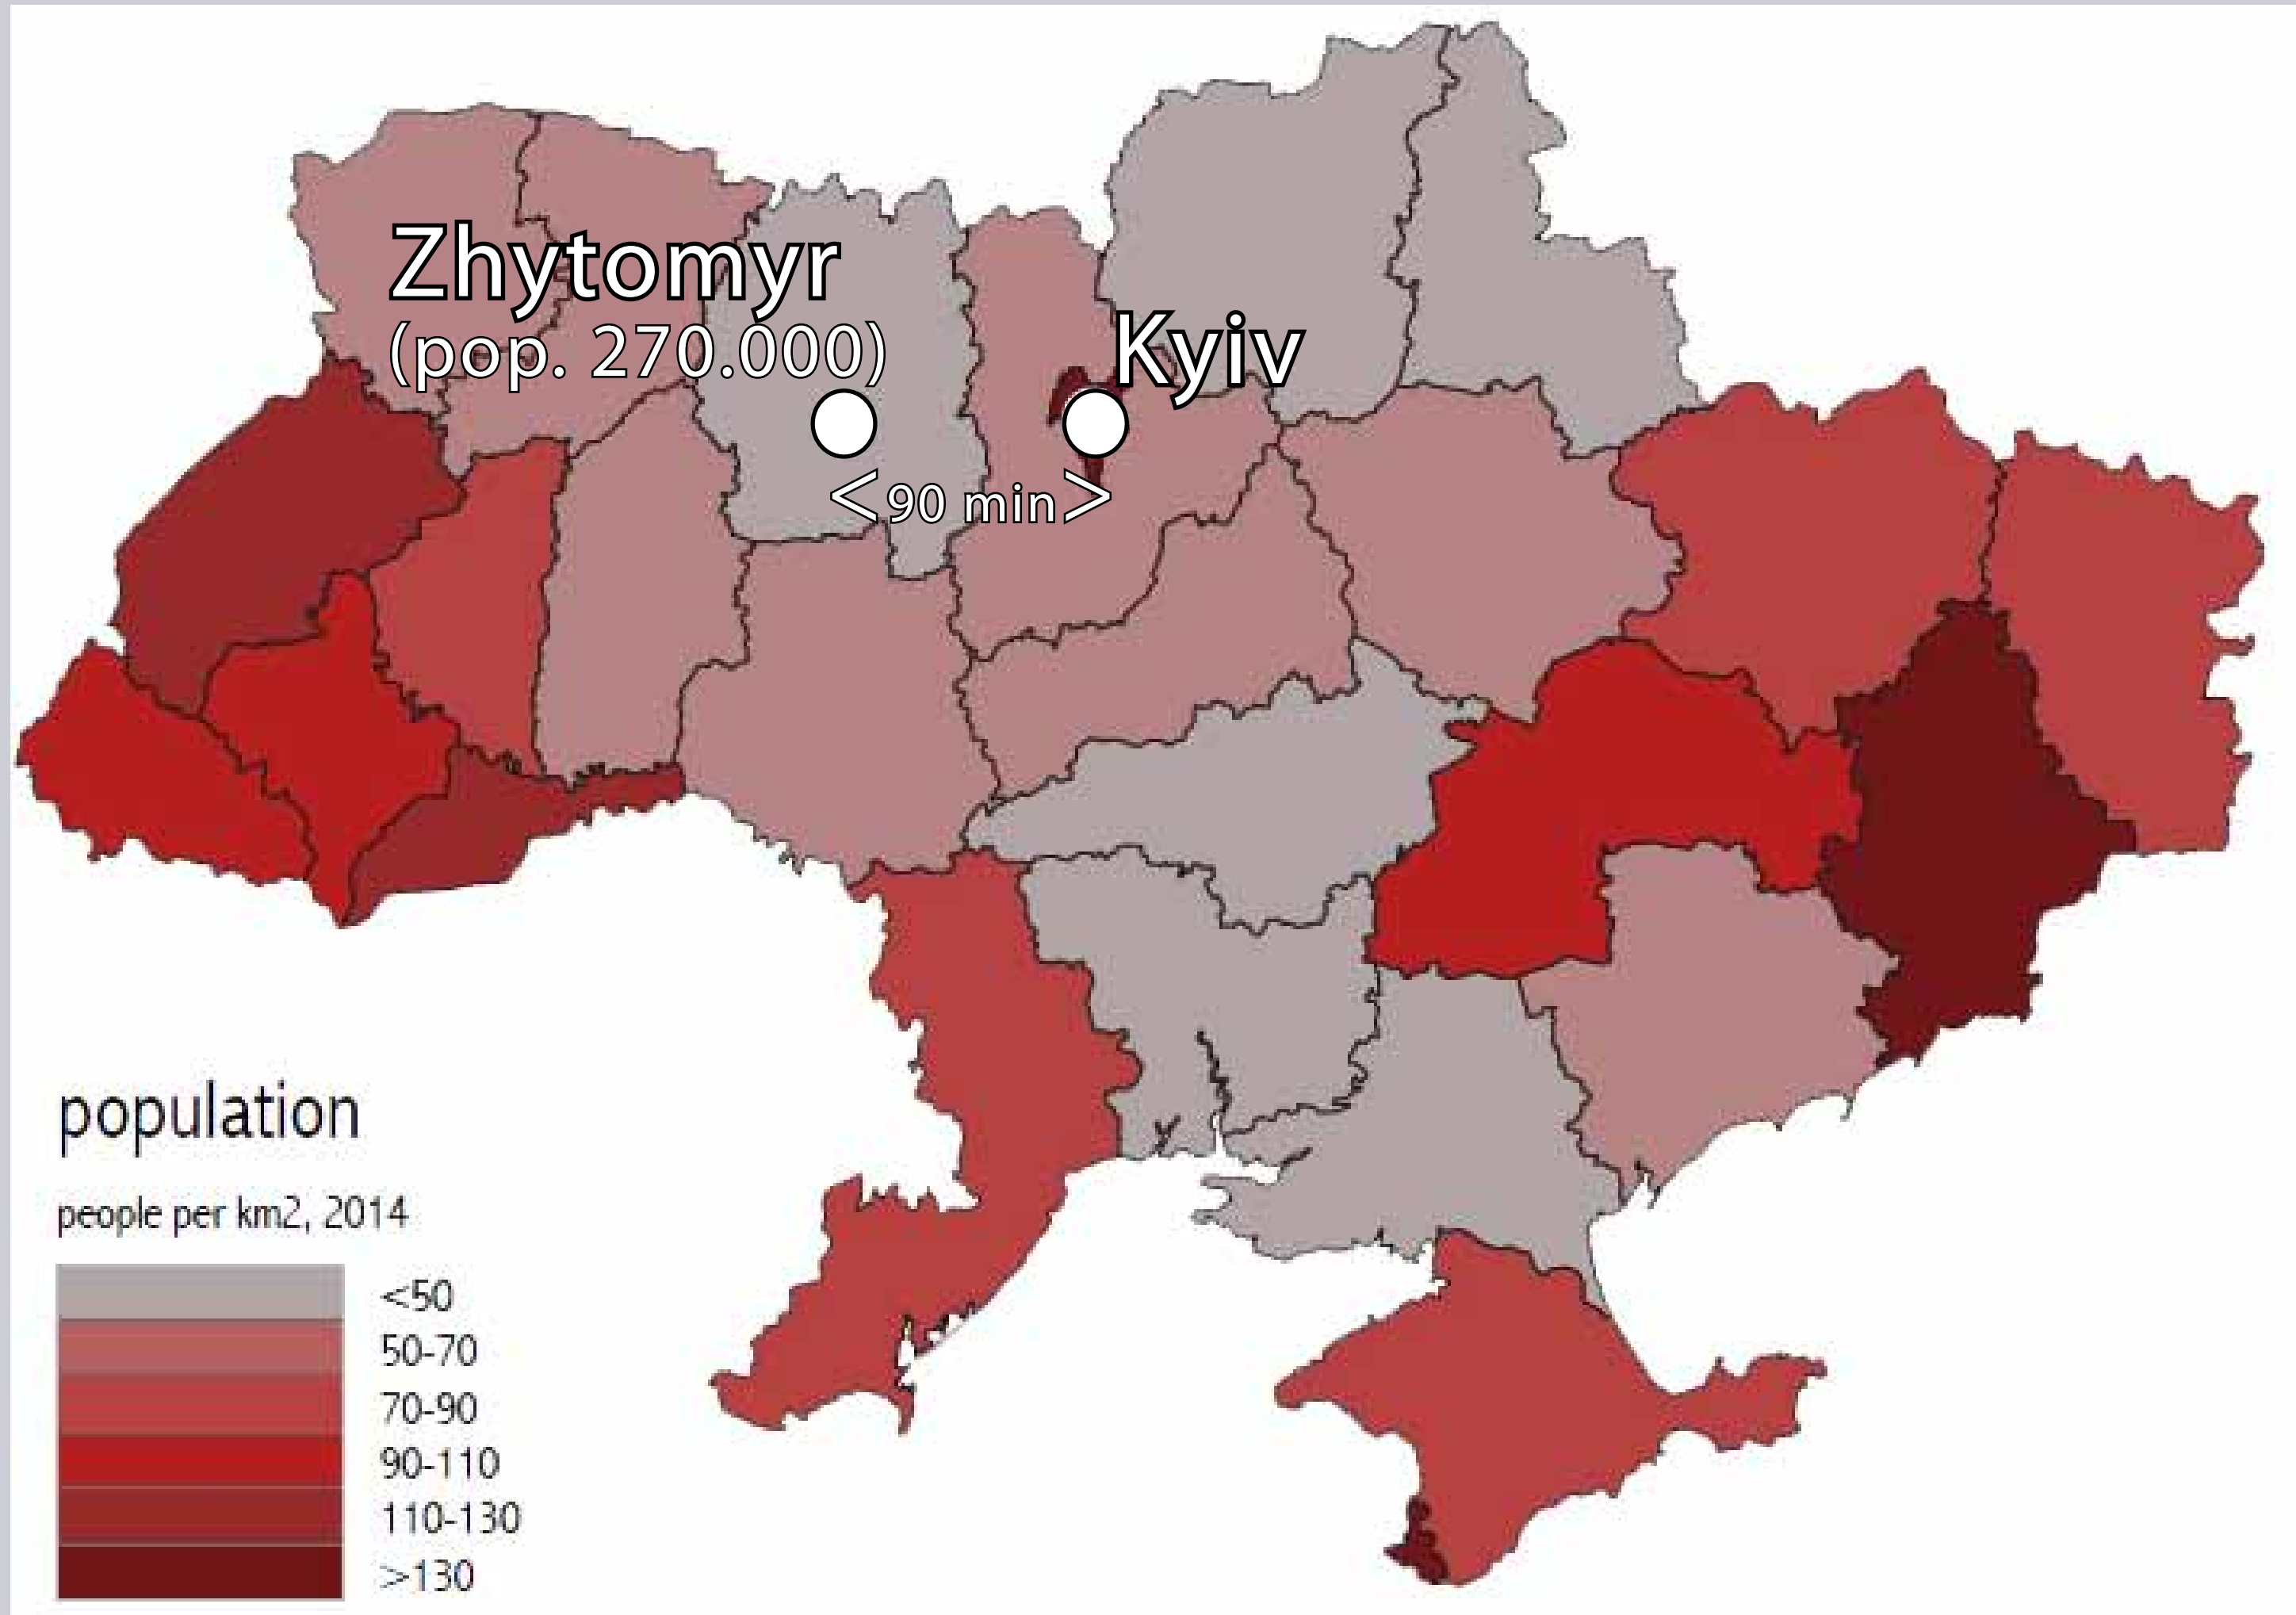 Zhytomyr
(pop. 270.000)
Kyiv
<90 min>
population
people per km2, 2014
<50
50-70
70-90
90-110
110-130
>130